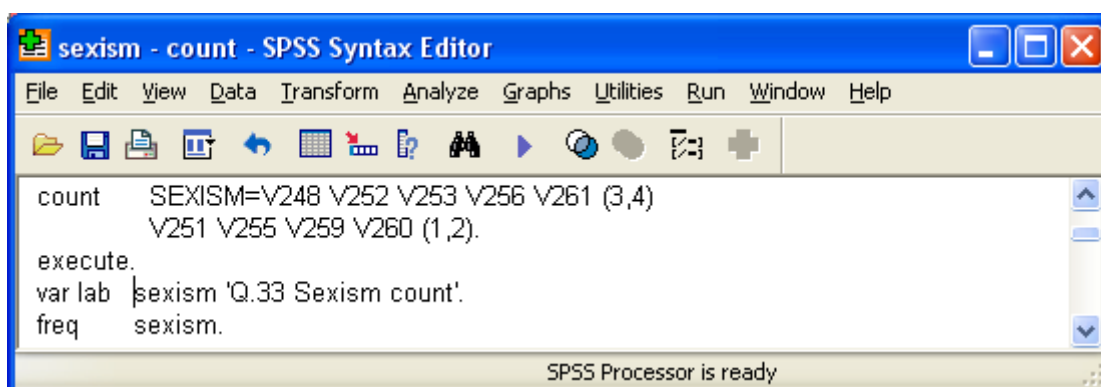 sexism - count - SPSS Syntax Editor
File Edit View Data Transform Analyze Graphs Utilities Run Window Help
count SEXISM=V248 V252 V253 V256 V261 (3,4)
V251 V255 V259 V260 (1,2).
execute.
var lab sexism 'Q.33 Sexism count'.
freq sexism.
SPSS Processor is ready